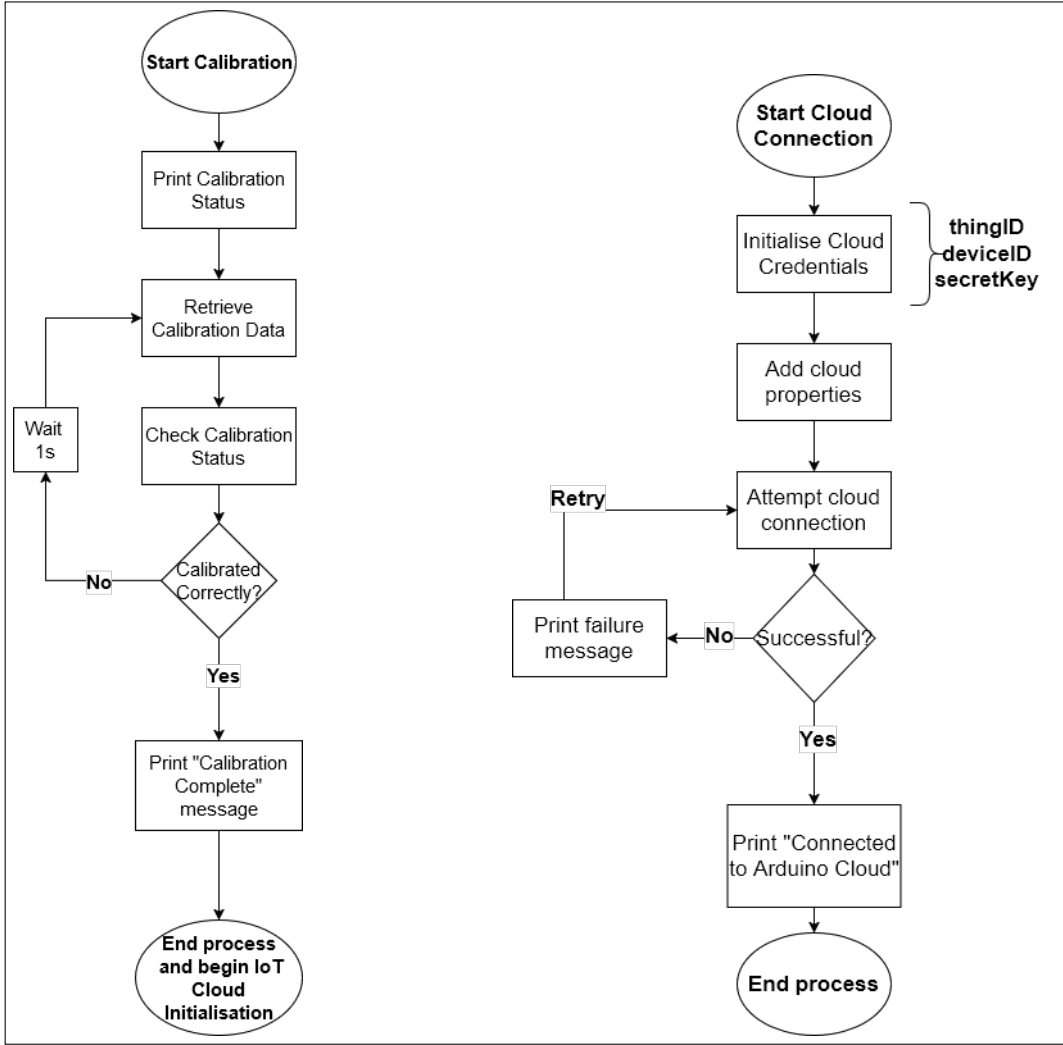 Start Calibration
Print Calibration
Status
Retrieve
Calibration Data
Wait
1s
Check Calibration
Status
No
Calibrated
Correctly?
Yes
Print "Calibration
Complete"
message
End process
and begin IoT
Cloud
Initialisation
Start Cloud
Connection
Initialise Cloud
Credentials
thingID
deviceID
secretKey
Add cloud
properties
Retry
Attempt cloud
connection
Print failure
message
No
Successful?
Yes
Print "Connected
to Arduino Cloud"
End process